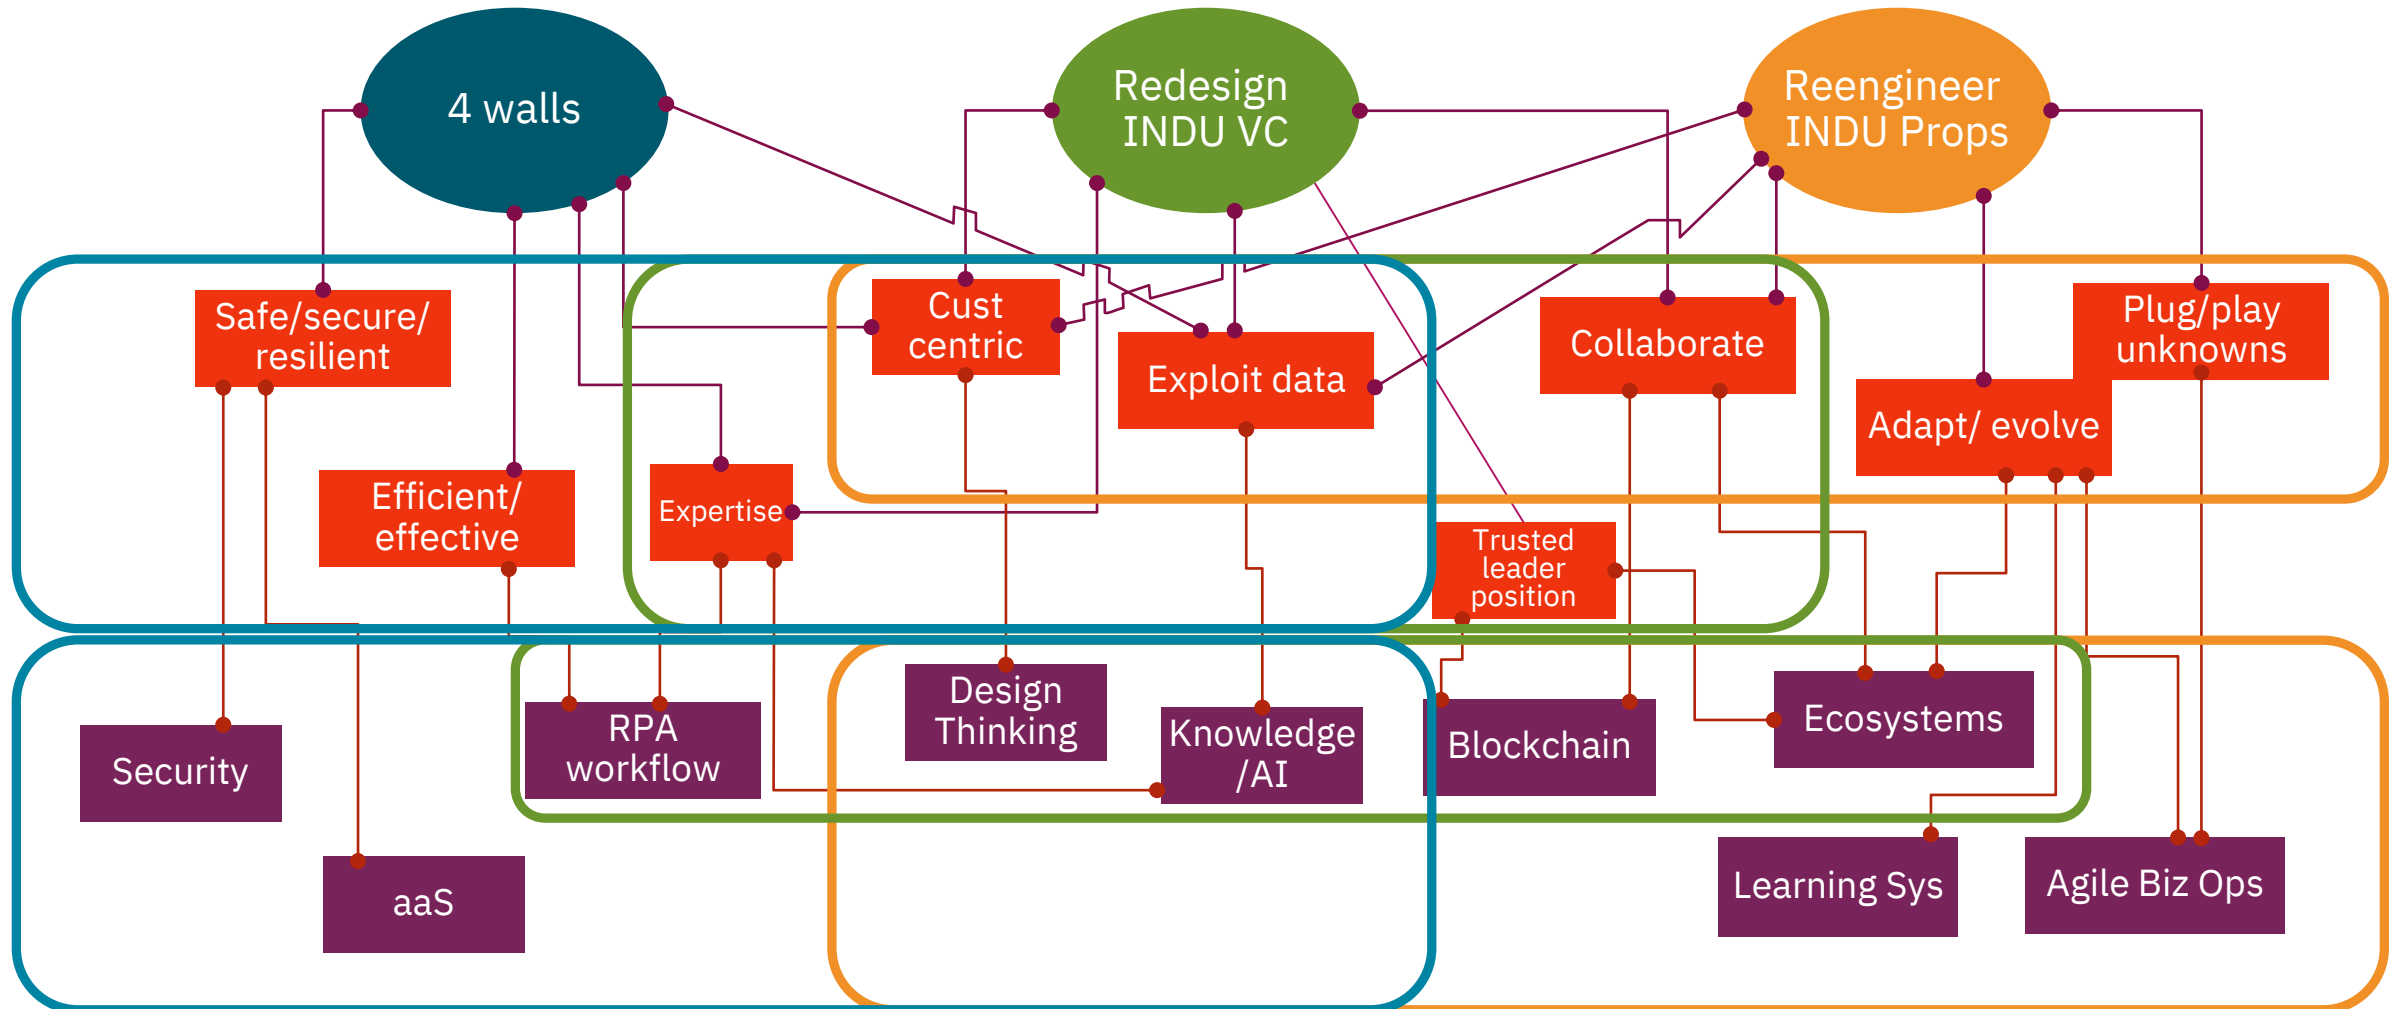 4 walls
Redesign
INDU VC
Reengineer
INDU Props
Safe/secure/
resilient
Cust
centric
Exploit data
Collaborate
Plug/play
unknowns
Adapt/ evolve
Efficient/
effective
Expertise
Trusted
leader
position
Security
RPA
workflow
Design
Thinking
Knowledge
/AI
Blockchain
Ecosystems
aaS
Learning Sys
Agile Biz Ops